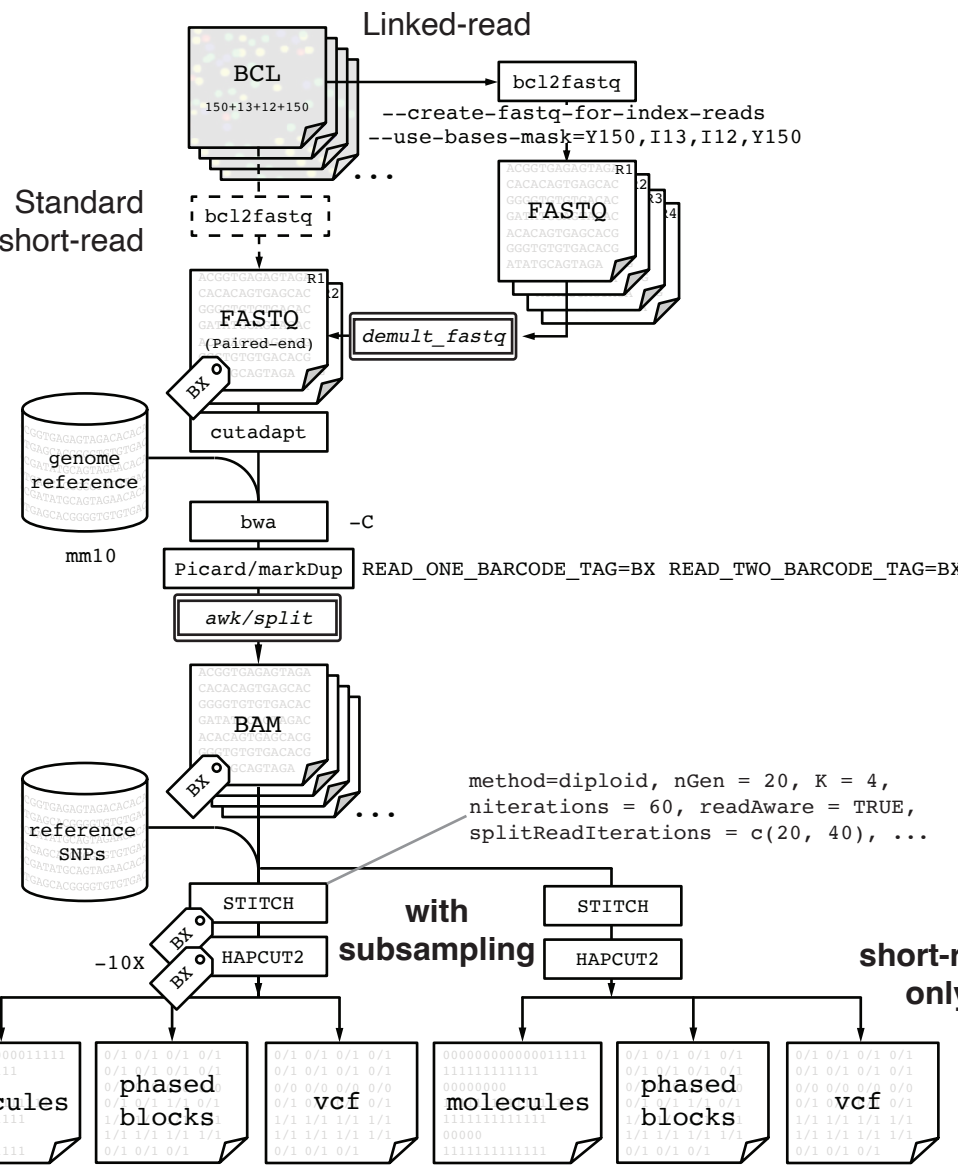 Linked-read
BCL
150+13+12+150
bcl2fastq
--create-fastq-for-index-reads
--use-bases-mask=Y150,I13,I12,Y150
...
Standard
short-read
bcl2fastq
R1
R3
FASTQ
R1
FASTQ
(Paired-end)
demult_fastq
BX
cutadapt
genome
reference
mm10
bwa
-C
Picard/markDup
READ_ONE_BARCODE_TAG=BX READ_TWO_BARCODE_TAG=BX
awk/split
BAM
BX
...
reference
SNPs
method=diploid, nGen = 20, K = 4,
niterations = 60, readAware = TRUE,
splitReadIterations = c(20, 40), ...
STITCH
BX
with
subsampling
STITCH
-10X
BX
HAPCUT2
HAPCUT2
only
phased
blocks
vcf
molecules
phased
blocks
vcf